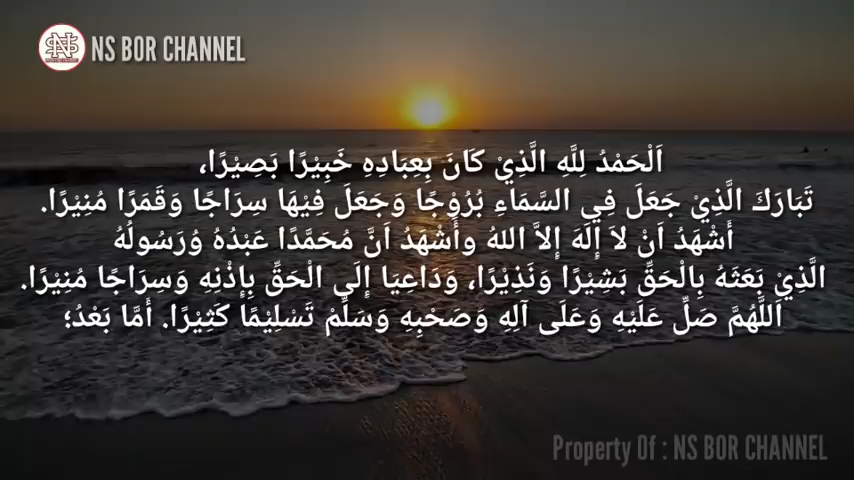 NS BOR CHANNEL
اَلْحَمْدُ لِلَّهِ الَّذِيْ كَانَ بِعِبَادِهِ خَبِيْرًا بَصِيْرًا،
تَبَارَكَ الَّذِيْ جَعَلَ فِي السَّمَاءِ بُرُوْجًا وَجَعَلَ فِيْهَا سِرَاجًا وَقَمَرًا مُنِيْرًا.
أَشْهَدُ اَنْ لاَ إِلَهَ إِلاَّ اللهُ وأَشْهَدُ اَنَّ مُحَمَّدًا عَبْدُهُ وُرَسُولُهُ
الَّذِيْ بَعَثَهُ بِالْحَقِّ بَشِيْرًا وَنَذِيْرًا، وَدَاعِيَا إِلَى الْحَقِّ بِإِذْنِهِ وَسِرَاجًا مُنِيْرًا.
اَللَّهُمَّ صَلِّ عَلَيْهِ وَعَلَى آلِهِ وَصَحْبِهِ وَسَلِّمْ تَسْلِيْمًا كَثِيْرًا. أَمَّا بَعْدُ؛
Property Of : NS BOR CHANNEL